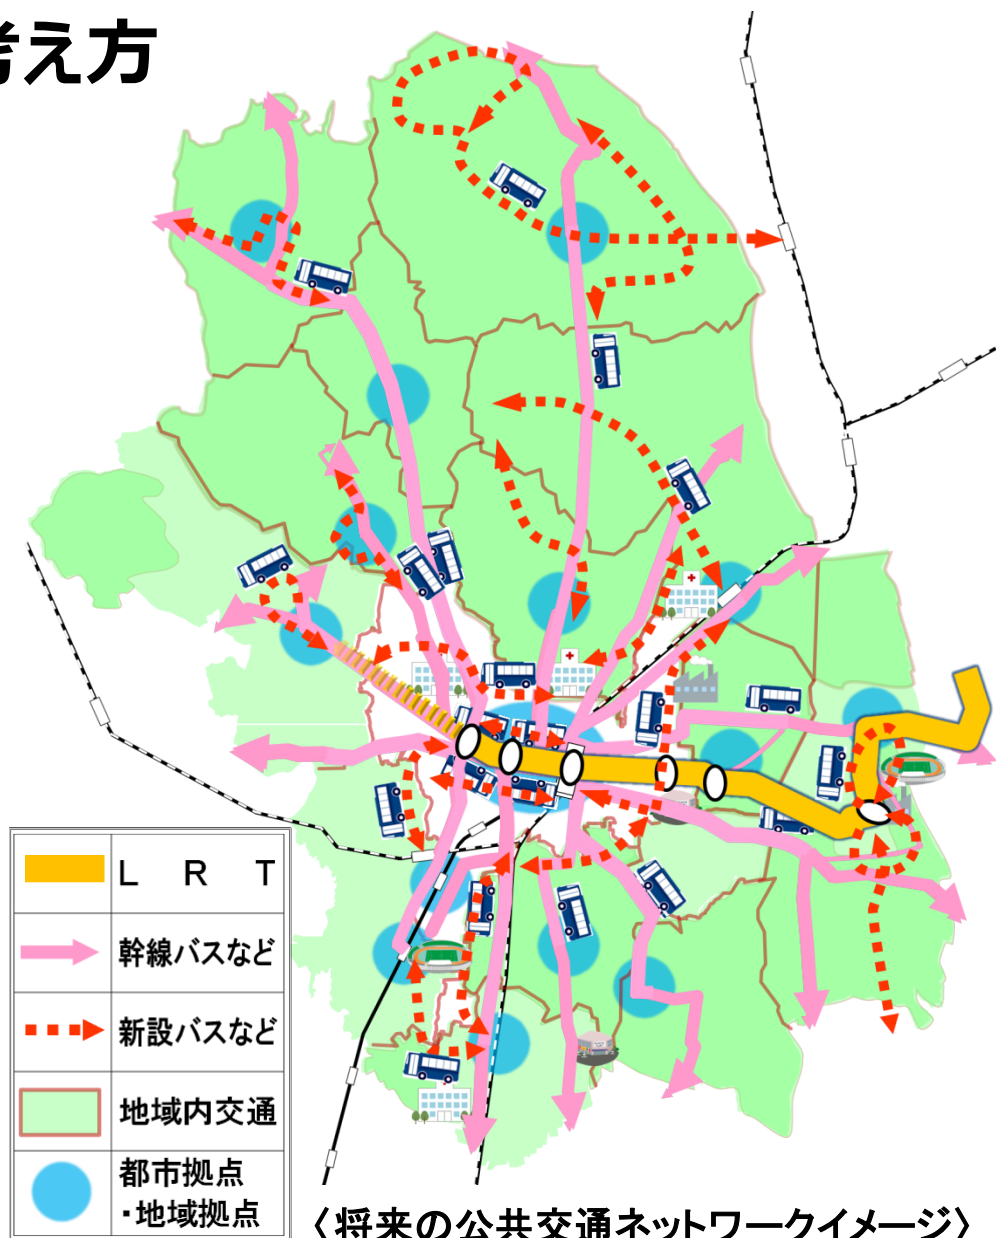 考え方
L R T
幹線バスなど
新設バスなど
地域内交通
都市拠点
・地域拠点
〈将来の公共交通ネットワークイメージ〉